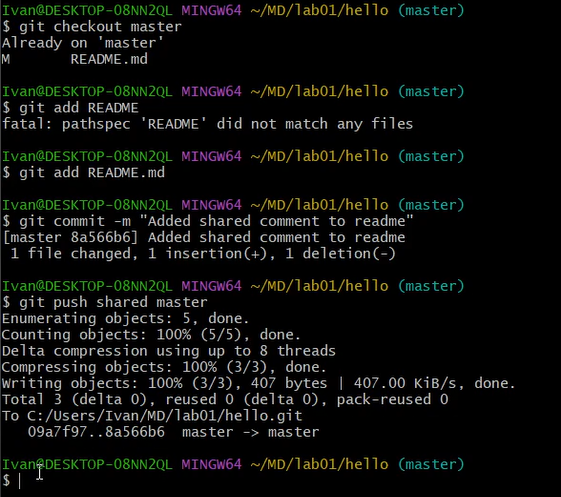 Ivan@DESKTOP-08NN2QL MINGW64 ~/MD/lab01/hello (master)
$ git checkout master
Already on 'master'
M       README.md
Ivan@DESKTOP-08NN2QL MINGW64 ~/MD/lab01/hello (master)
$ git add README
fatal: pathspec 'README' did not match any files
Ivan@DESKTOP-08NN2QL MINGW64 ~/MD/lab01/hello (master)
$ git add README.md
Ivan@DESKTOP-08NN2QL MINGW64 ~/MD/lab01/hello (master)
$ git commit -m "Added shared comment to readme"
[master 8a566b6] Added shared comment to readme
 1 file changed, 1 insertion(+), 1 deletion(-)
Ivan@DESKTOP-08NN2QL MINGW64 ~/MD/lab01/hello (master)
$ git push shared master
Enumerating objects: 5, done.
Counting objects: 100% (5/5), done.
Delta compression using up to 8 threads
Compressing objects: 100% (3/3), done.
Writing objects: 100% (3/3), 407 bytes | 407.00 KiB/s, done.
Total 3 (delta 0), reused 0 (delta 0), pack-reused 0
To C:/Users/Ivan/MD/lab01/hello.git
   09a7f97..8a566b6  master -> master
Ivan@DESKTOP-08NN2QL MINGW64 ~/MD/lab01/hello (master)
$